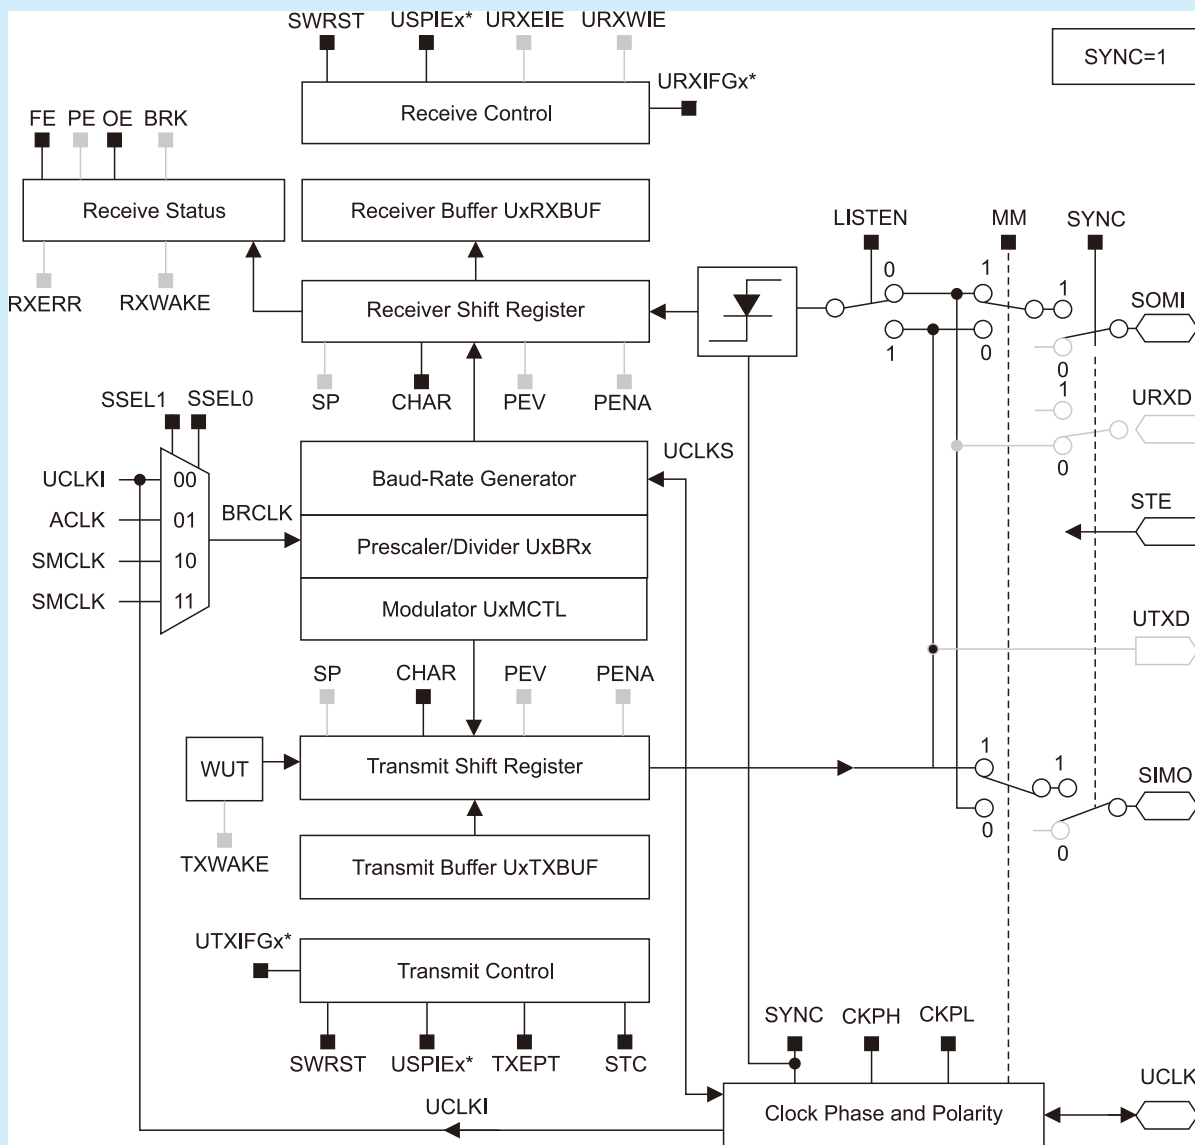 SWRST USPIEx* URXEIE URXWIE
SYNC=1
URXIFGx*
Receive Control
FE PE OE BRK
Receive Status
RXERR RXWAKE
Receiver Buffer UxRXBUF
Receiver Shift Register
SP CHAR PEV PENA
LISTEN MM SYNC
0 1 1
1 0 0
SOMI
1
URXD
0
SSEL1 SSEL0
UCLKI 00
ACLK 01
SMCLK 10
SMCLK 11
BRCLK
UCLKS
Baud-Rate Generator
Prescaler/Divider UxBRx
Modulator UxMCTL
STE
UTXD
SP CHAR PEV PENA
WUT
Transmit Shift Register
TXWAKE
1 1
SIMO
0 0
Transmit Buffer UxTXBUF
UTXIFGx*
Transmit Control
SWRST USPIEx* TXEPT STC
SYNC CKPH CKPL
UCLKI
Clock Phase and Polarity
UCLK